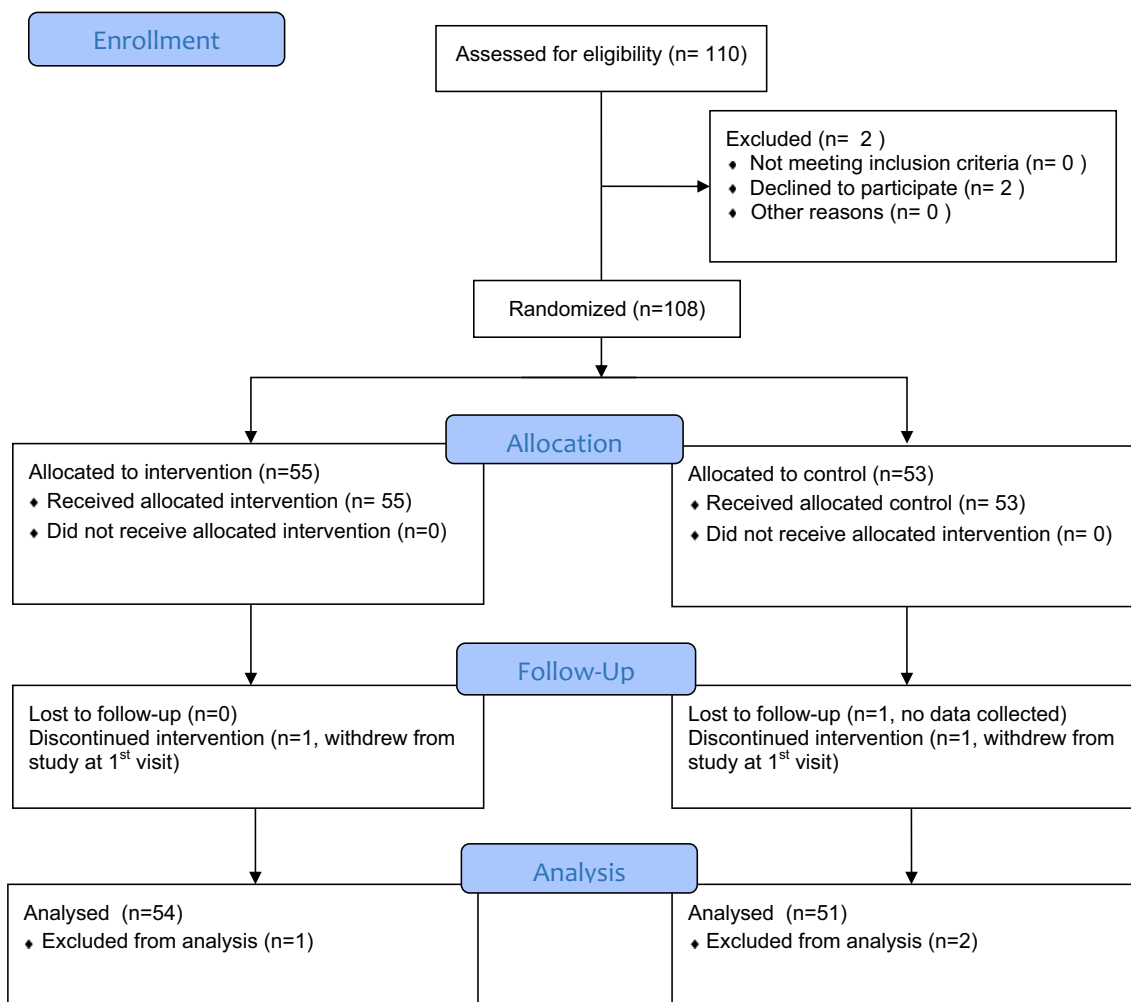 Enrollment
Assessed for eligibility (n= 110)
Excluded (n=  2 )
♦ Not meeting inclusion criteria (n= 0 )
♦ Declined to participate (n= 2 )
♦ Other reasons (n= 0 )
Randomized (n=108)
Allocation
Allocated to intervention (n=55)
♦ Received allocated intervention (n= 55)
♦ Did not receive allocated intervention (n=0)
Allocated to control (n=53)
♦ Received allocated control (n= 53)
♦ Did not receive allocated intervention (n= 0)
Follow-Up
Lost to follow-up (n=0)
Discontinued intervention (n=1, withdrew from
study at 1st visit)
Lost to follow-up (n=1, no data collected)
Discontinued intervention (n=1, withdrew from
study at 1st visit)
Analysis
Analysed  (n=54)
♦ Excluded from analysis (n=1)
Analysed  (n=51)
♦ Excluded from analysis (n=2)